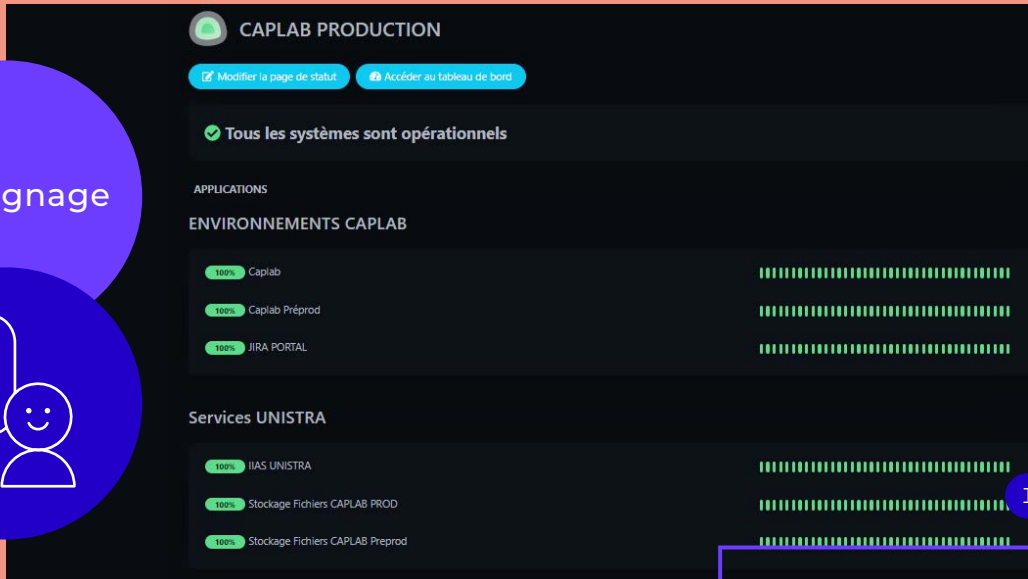 CAPLAB PRODUCTION
Modifier la page de statut
Accéder au tableau de bord
Tous les systèmes sont opérationnels
gnage
APPLICATIONS
ENVIRONNEMENTS CAPLAB
100% Caplab
100% Caplab Préprod
100% JIRA PORTAL
Services UNISTRA
100% IIAS UNISTRA
100% Stockage Fichiers CAPLAB PROD
100% Stockage Fichiers CAPLAB Preprod